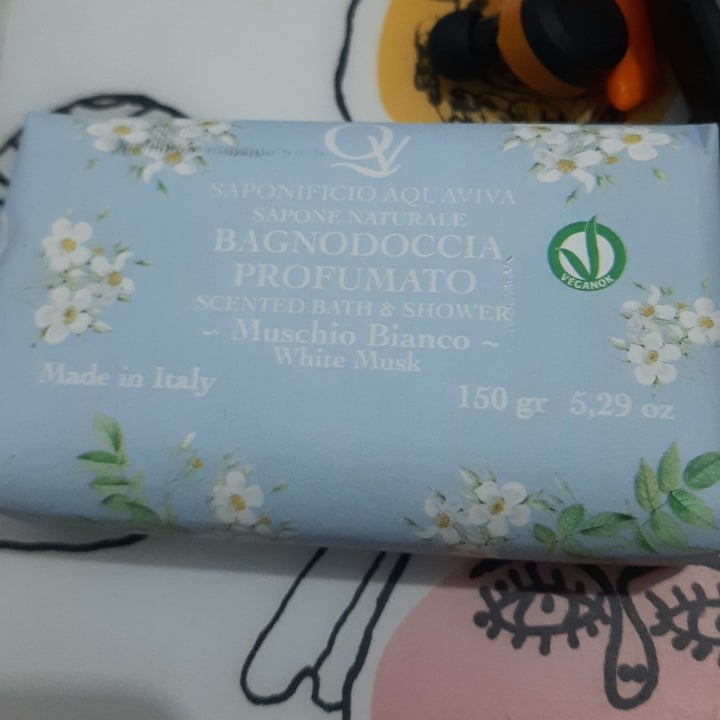 QV
SAPONIFICIO AQUAVIVA
SAPONE NATURALE
BAGNODOCCIA
PROFUMATO
SCENTED BATH & SHOWER
~ Muschio Bianco ~
White Musk
VEGANOK
Made in Italy
150 gr 5,29 oz